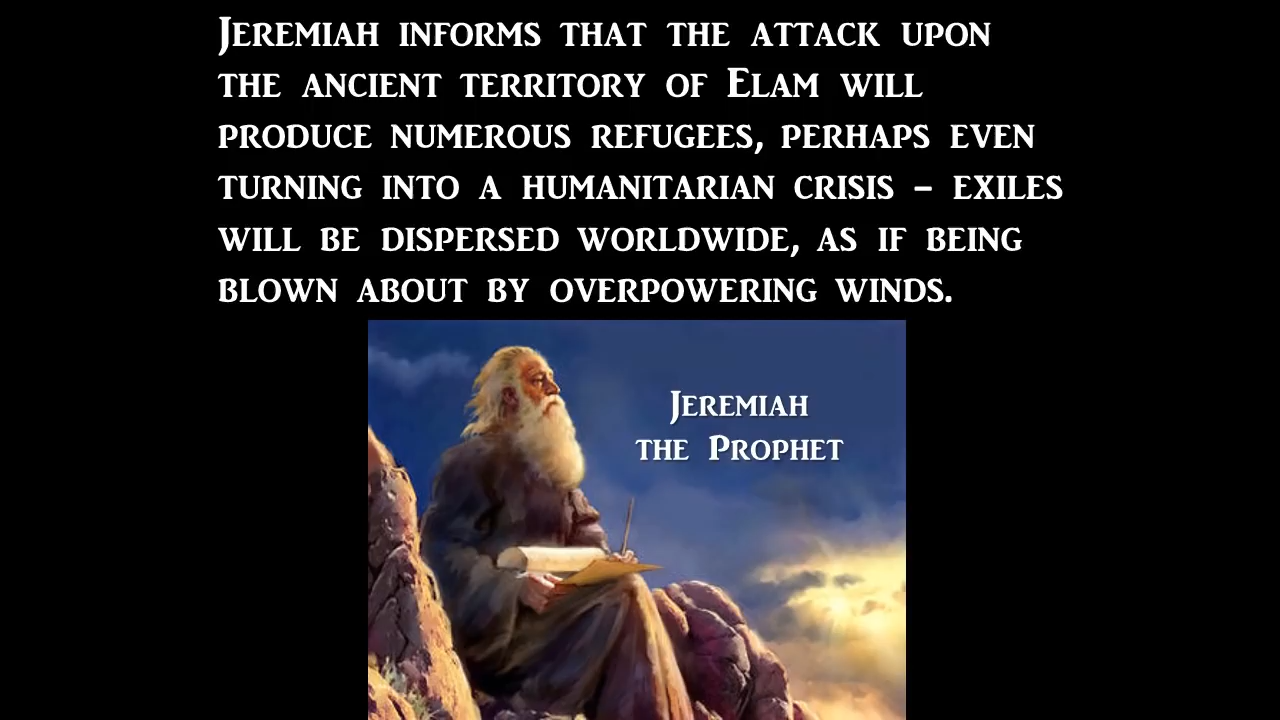 Jeremiah informs that the attack upon
the ancient territory of Elam will
produce numerous refugees, perhaps even
turning into a humanitarian crisis – exiles
will be dispersed worldwide, as if being
blown about by overpowering winds.
Jeremiah
the Prophet